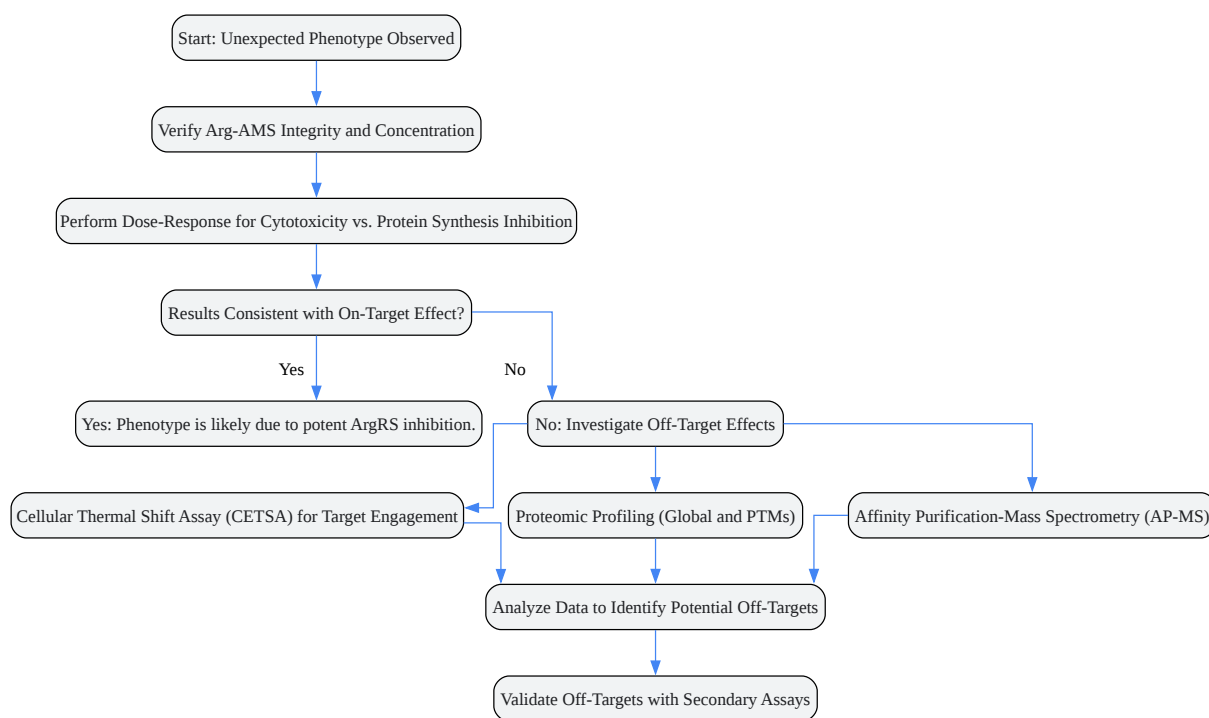 Start: Unexpected Phenotype Observed
Verify Arg-AMS Integrity and Concentration
Perform Dose-Response for Cytotoxicity vs. Protein Synthesis Inhibition
Results Consistent with On-Target Effect?
Yes
No
Yes: Phenotype is likely due to potent ArgRS inhibition.
No: Investigate Off-Target Effects
Cellular Thermal Shift Assay (CETSA) for Target Engagement
Proteomic Profiling (Global and PTMs)
Affinity Purification-Mass Spectrometry (AP-MS)
Analyze Data to Identify Potential Off-Targets
Validate Off-Targets with Secondary Assays